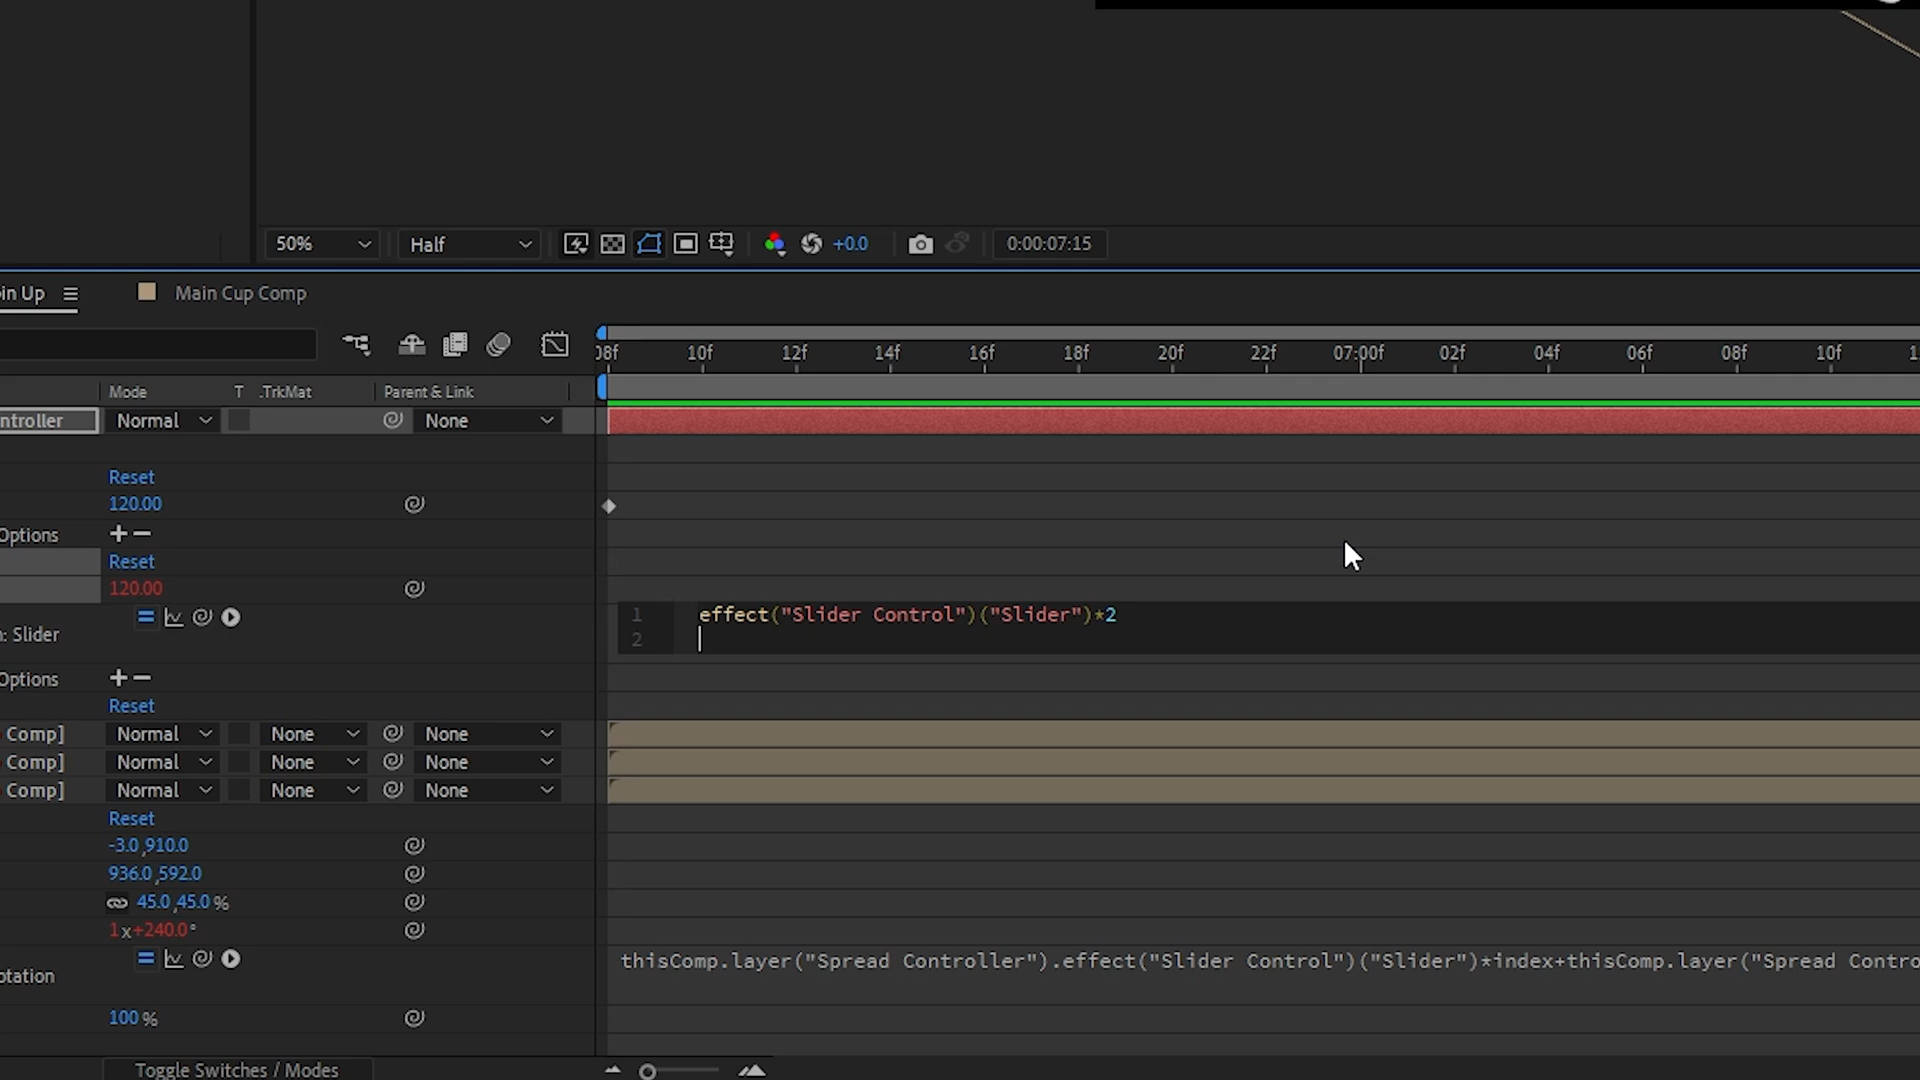 50%
Half
+0.0
0:00:07:15
in Up
Main Cup Comp
08f 10f 12f 14f 16f 18f 20f 22f 07:00f 02f 04f 06f 08f 10f
Mode T .TrkMat Parent & Link
ntroller Normal None
Reset
120.00
Options
Reset
120.00
1 effect("Slider Control")("Slider")*2
2
n: Slider
Options
Reset
Comp] Normal None None
Comp] Normal None None
Comp] Normal None None
Reset
-3.0,910.0
936.0,592.0
45.0,45.0%
1x+240.0°
thisComp.layer("Spread Controller").effect("Slider Control")("Slider")*index+thisComp.layer("Spread Contro
otation
100%
Toggle Switches / Modes